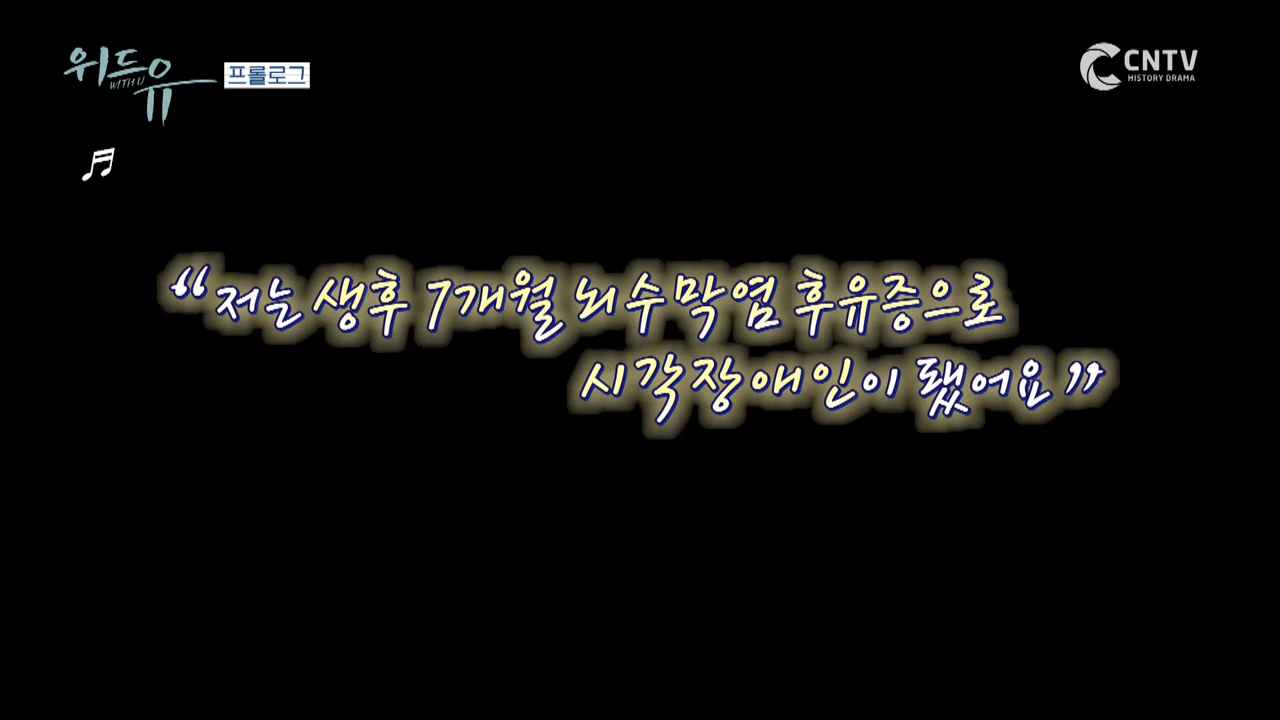 위드유
WITH U
프롤로그
CNTV
HISTORY DRAMA
“저는 생후 7개월 뇌수막염 후유증으로
시각장애인이 됐어요”